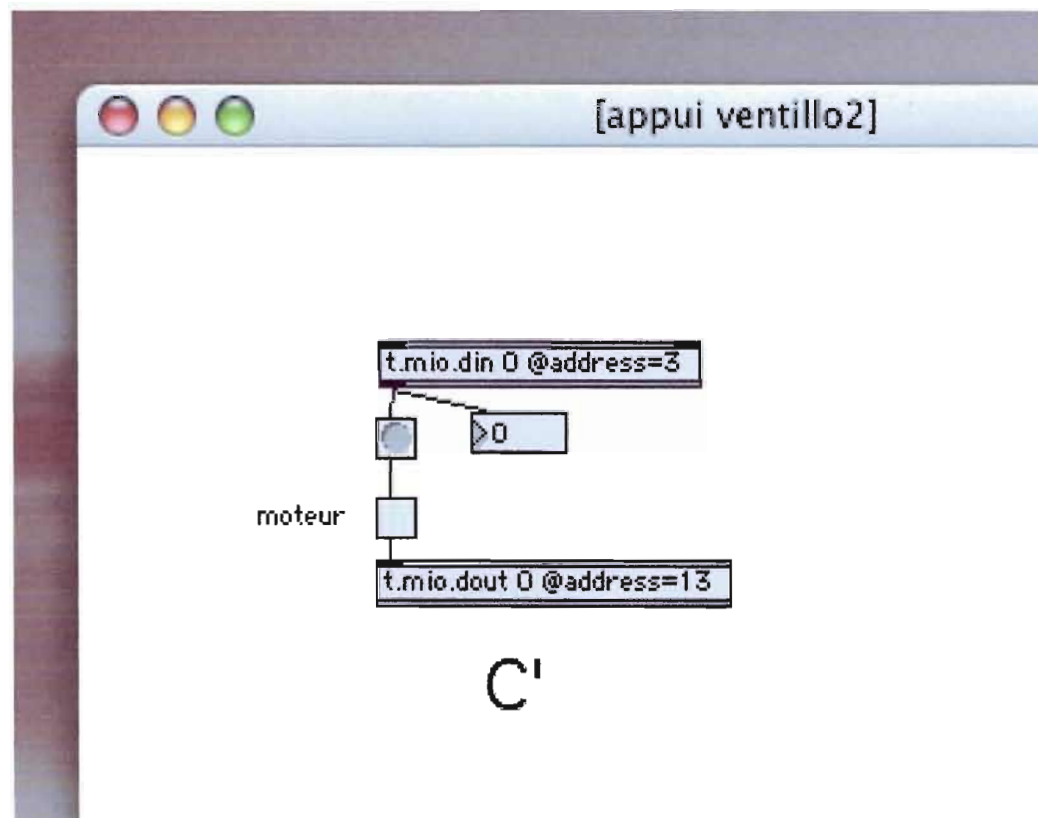 [appui ventillo2]
t.mio.din 0 @address=3
0
moteur
t.mio.dout 0 @address=13
C'